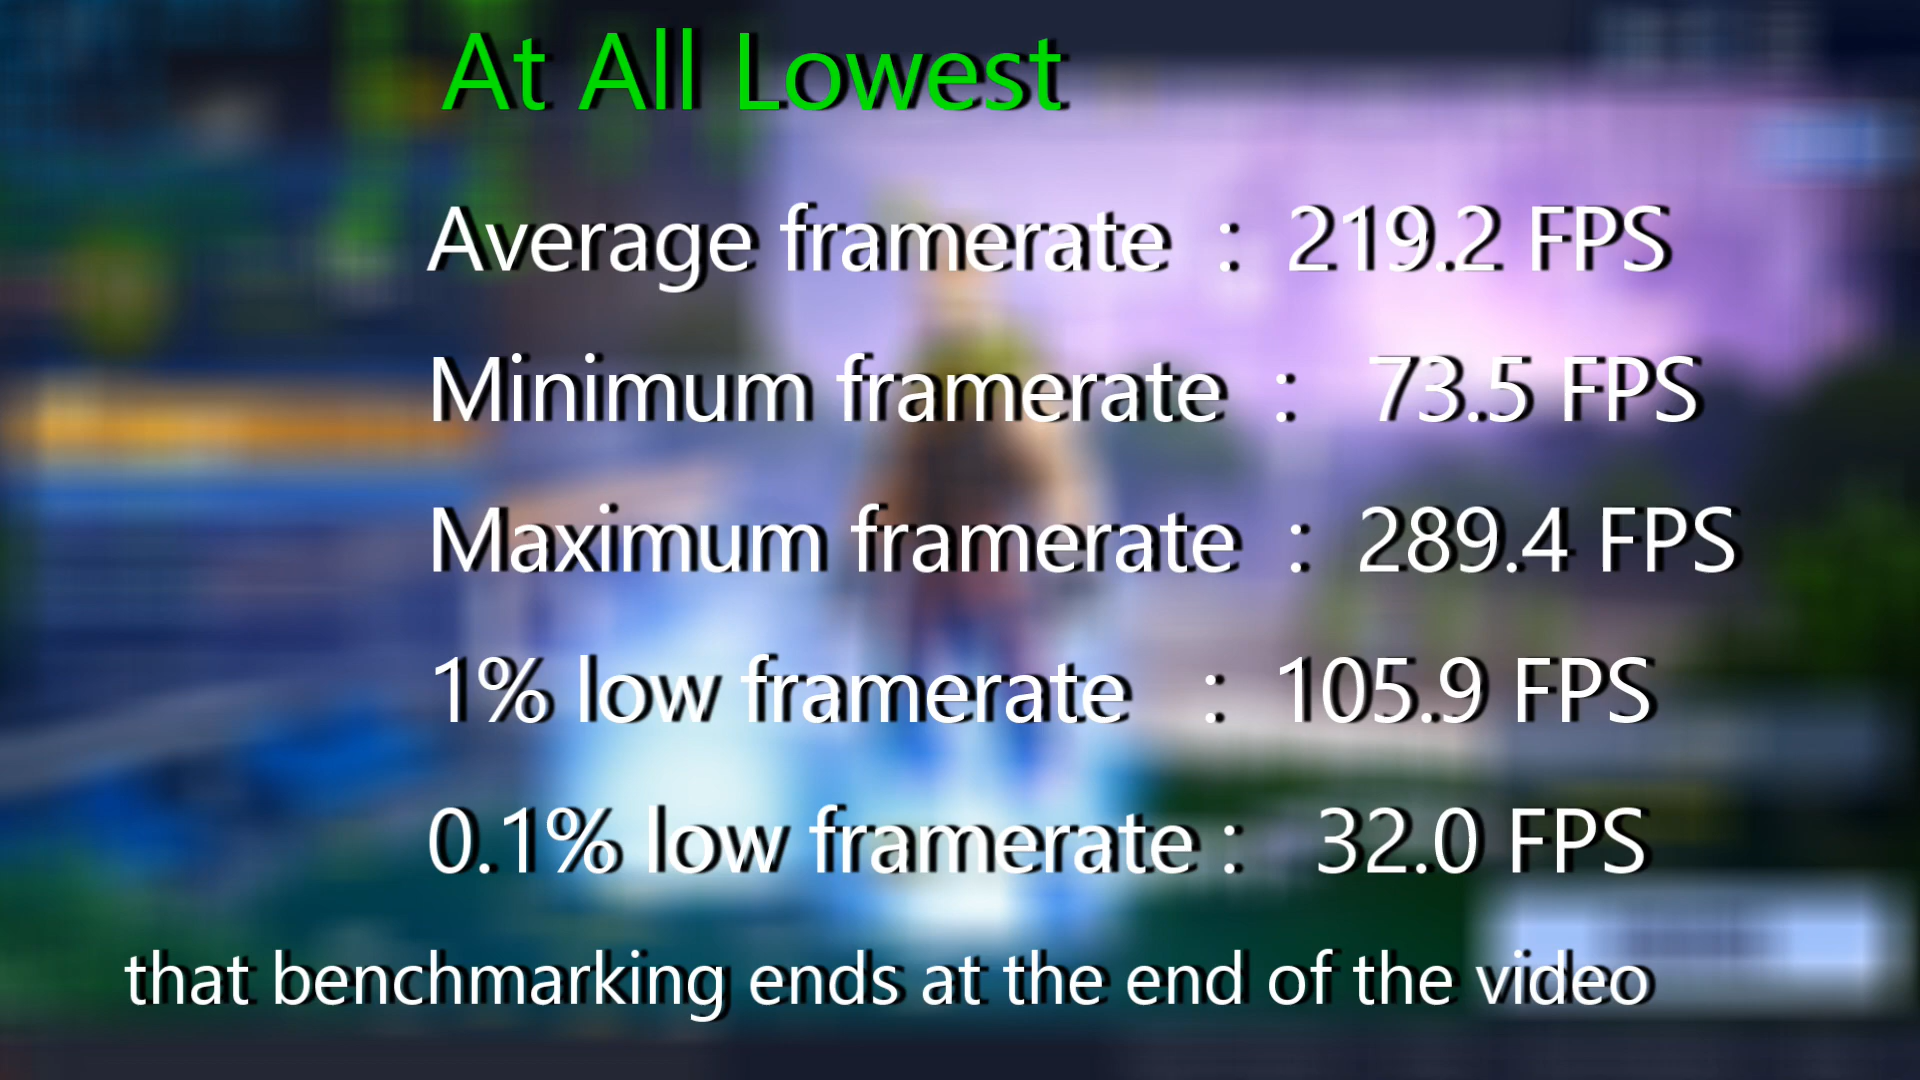 At All Lowest
Average framerate : 219.2 FPS
Minimum framerate : 73.5 FPS
Maximum framerate : 289.4 FPS
1% low framerate : 105.9 FPS
0.1% low framerate : 32.0 FPS
that benchmarking ends at the end of the video